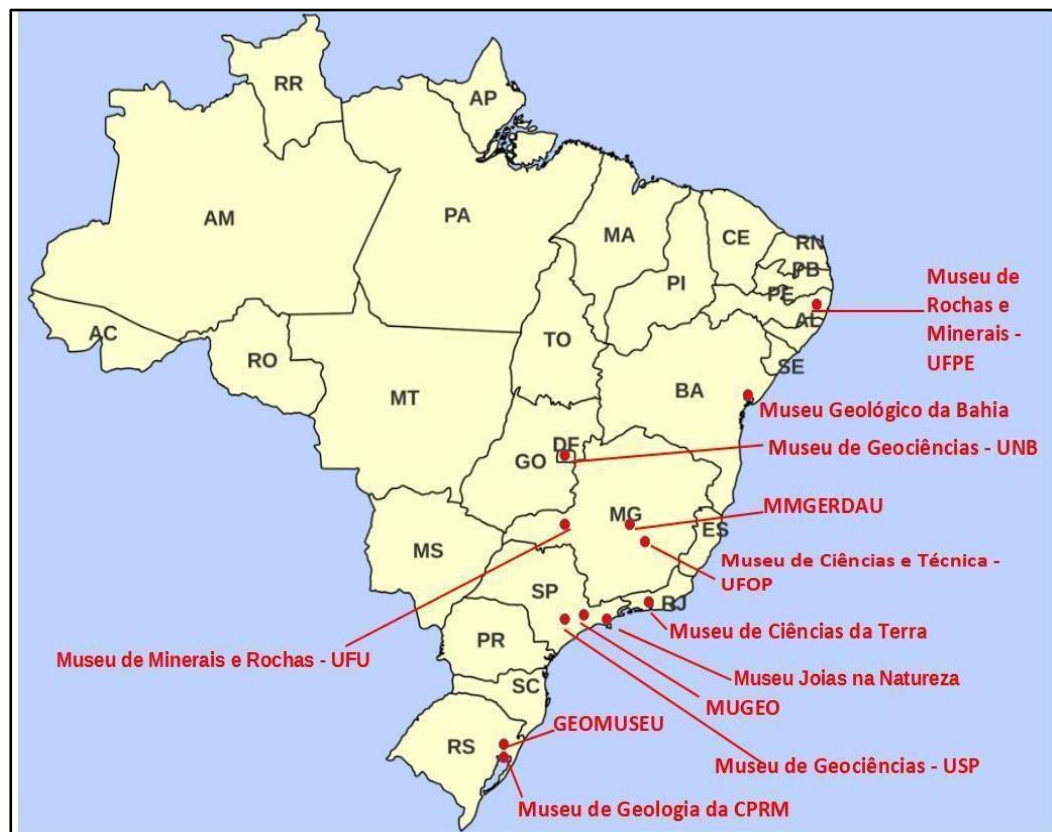 RR
AP
AM
PA
MA
CE
RN
PB
PE
AL
PI
SE
AC
RO
TO
BA
MT
DF
GO
MG
ES
MS
SP
RJ
PR
SC
RS
Museu de
Rochas e
Minerais -
UFPE
Museu Geológico da Bahia
Museu de Geociências - UNB
MMGERDAU
Museu de Ciências e Técnica -
UFOP
Museu de Ciências da Terra
Museu de Minerais e Rochas - UFU
Museu Joias na Natureza
MUGEO
GEOMUSEU
Museu de Geociências - USP
Museu de Geologia da CPRM